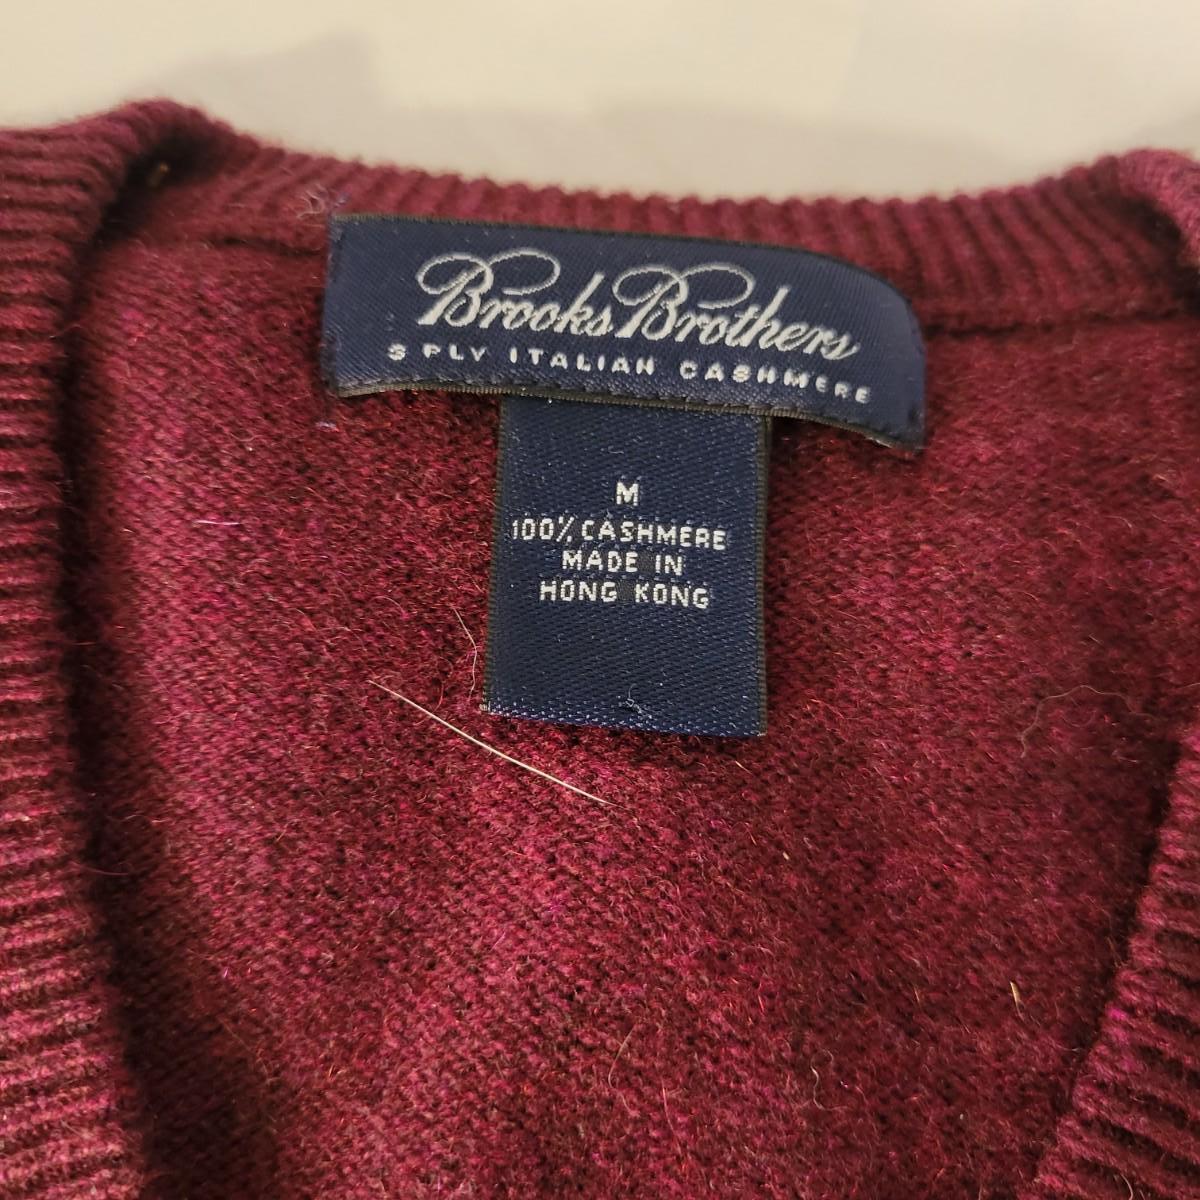 Brooks Brothers
3 PLY ITALIAN CASHMERE
M
100% CASHMERE
MADE IN
HONG KONG